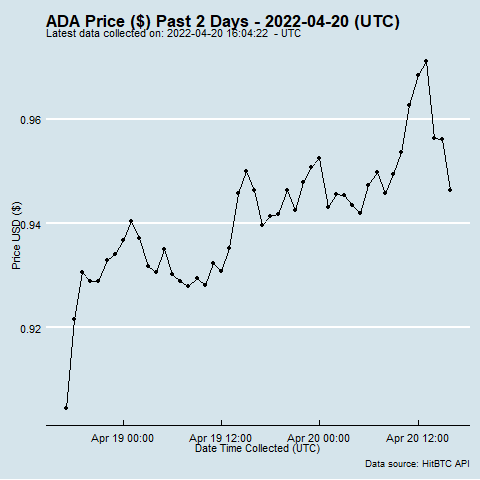 ADA Price ($) Past 2 Days - 2022-04-20 (UTC)
Latest data collected on: 2022-04-20 16:04:22 - UTC
0.96
0.94
0.92
Price USD ($)
Apr 19 00:00 Apr 19 12:00 Apr 20 00:00 Apr 20 12:00
Date Time Collected (UTC)
Data source: HitBTC API